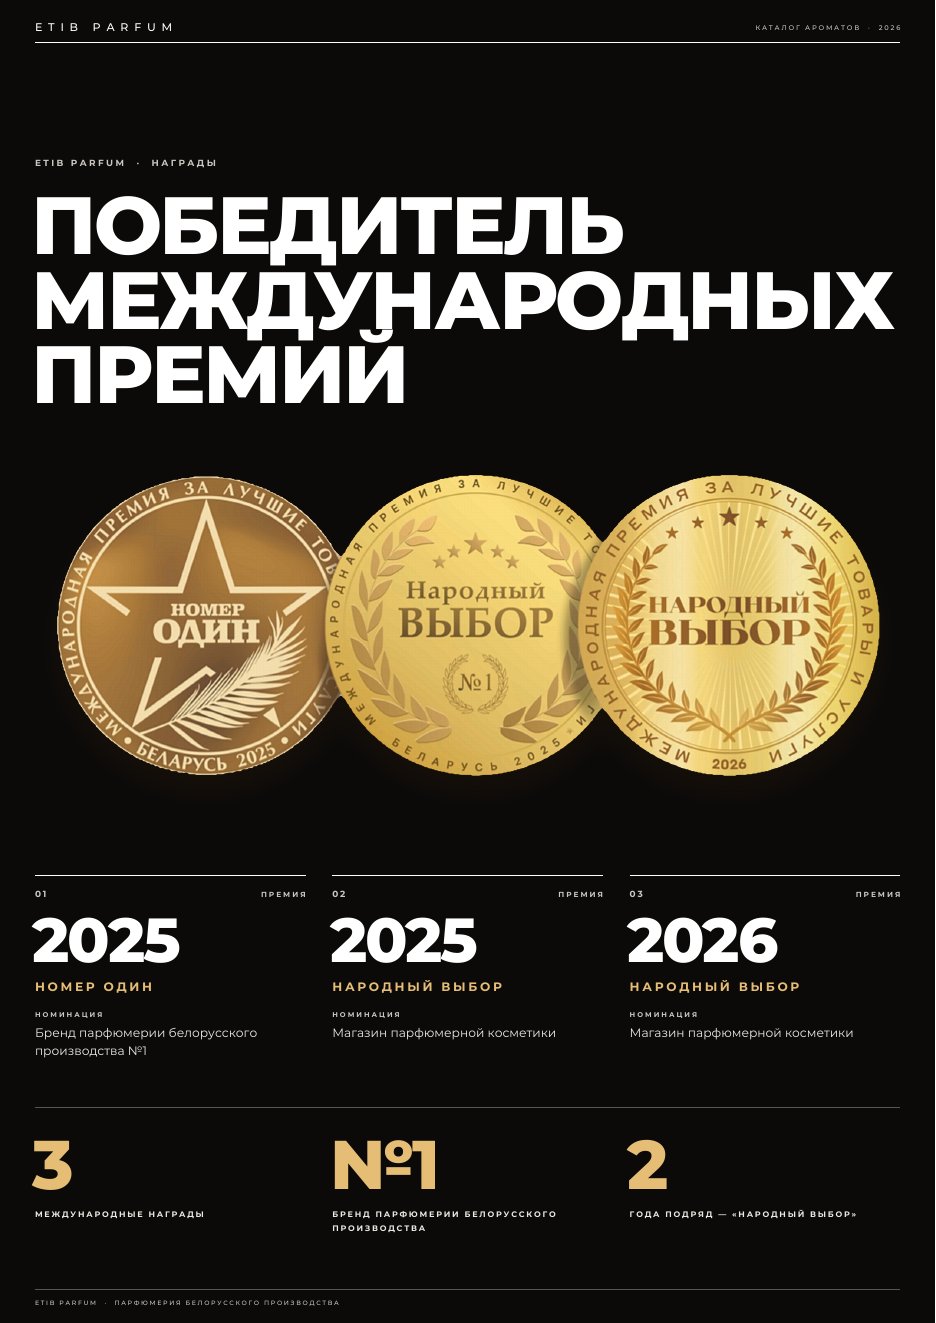 ETIB PARFUM
КАТАЛОГ АРОМАТОВ · 2026
ETIB PARFUM · НАГРАДЫ
ПОБЕДИТЕЛЬ
МЕЖДУНАРОДНЫХ
ПРЕМИЙ
МЕЖДУНАРОДНАЯ ПРЕМИЯ ЗА ЛУЧШИЕ
НОМЕР
ОДИН
• БЕЛАРУСЬ 2025 •
МЕЖДУНАРОДНАЯ ПРЕМИЯ ЗА ЛУЧШИЕ
Народный
ВЫБОР
№1
БЕЛАРУСЬ 2025
МЕЖДУНАРОДНАЯ ПРЕМИЯ ЗА ЛУЧШИЕ ТОВАРЫ И УСЛУГИ
НАРОДНЫЙ
ВЫБОР
2026
01 ПРЕМИЯ
2025
НОМЕР ОДИН
НОМИНАЦИЯ
Бренд парфюмерии белорусского
производства №1
02 ПРЕМИЯ
2025
НАРОДНЫЙ ВЫБОР
НОМИНАЦИЯ
Магазин парфюмерной косметики
03 ПРЕМИЯ
2026
НАРОДНЫЙ ВЫБОР
НОМИНАЦИЯ
Магазин парфюмерной косметики
3
МЕЖДУНАРОДНЫЕ НАГРАДЫ
№1
БРЕНД ПАРФЮМЕРИИ БЕЛОРУССКОГО
ПРОИЗВОДСТВА
2
ГОДА ПОДРЯД — «НАРОДНЫЙ ВЫБОР»
ETIB PARFUM · ПАРФЮМЕРИЯ БЕЛОРУССКОГО ПРОИЗВОДСТВА